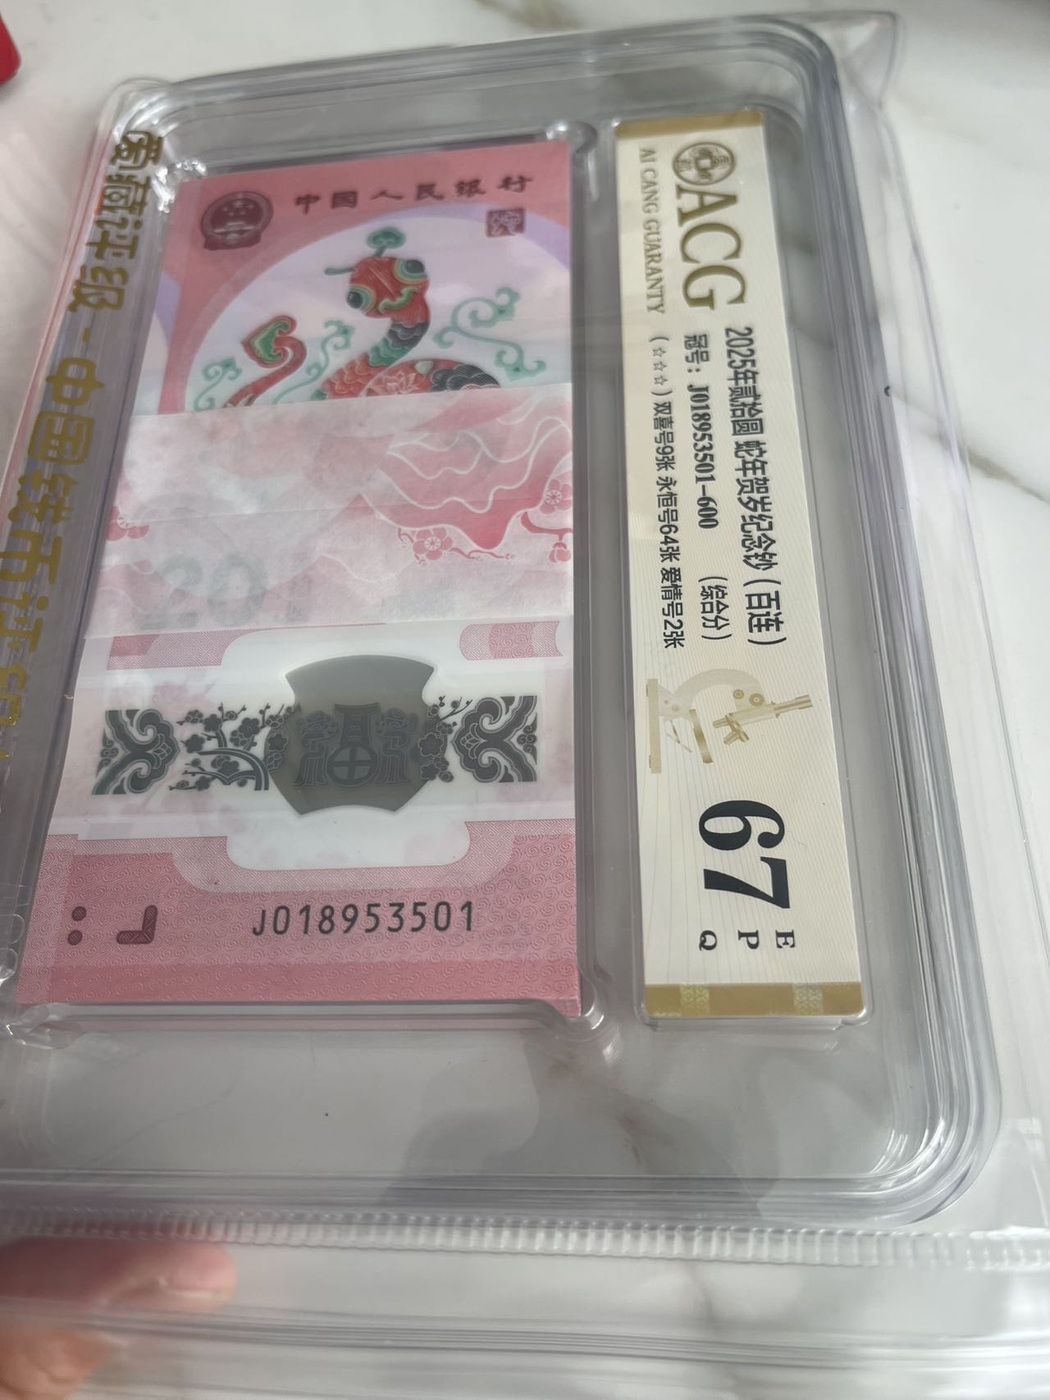 中國人民銀行
20
J018953501
爱藏评级-中国钱币评级
ACG
AI CANG GUARANTY
2025年贰拾圆 蛇年贺岁纪念钞（百连）
冠号：J018953501-600 （综合分）
（☆☆☆）双喜号9张 永恒号64张 爱情号2张
67
E
P
Q